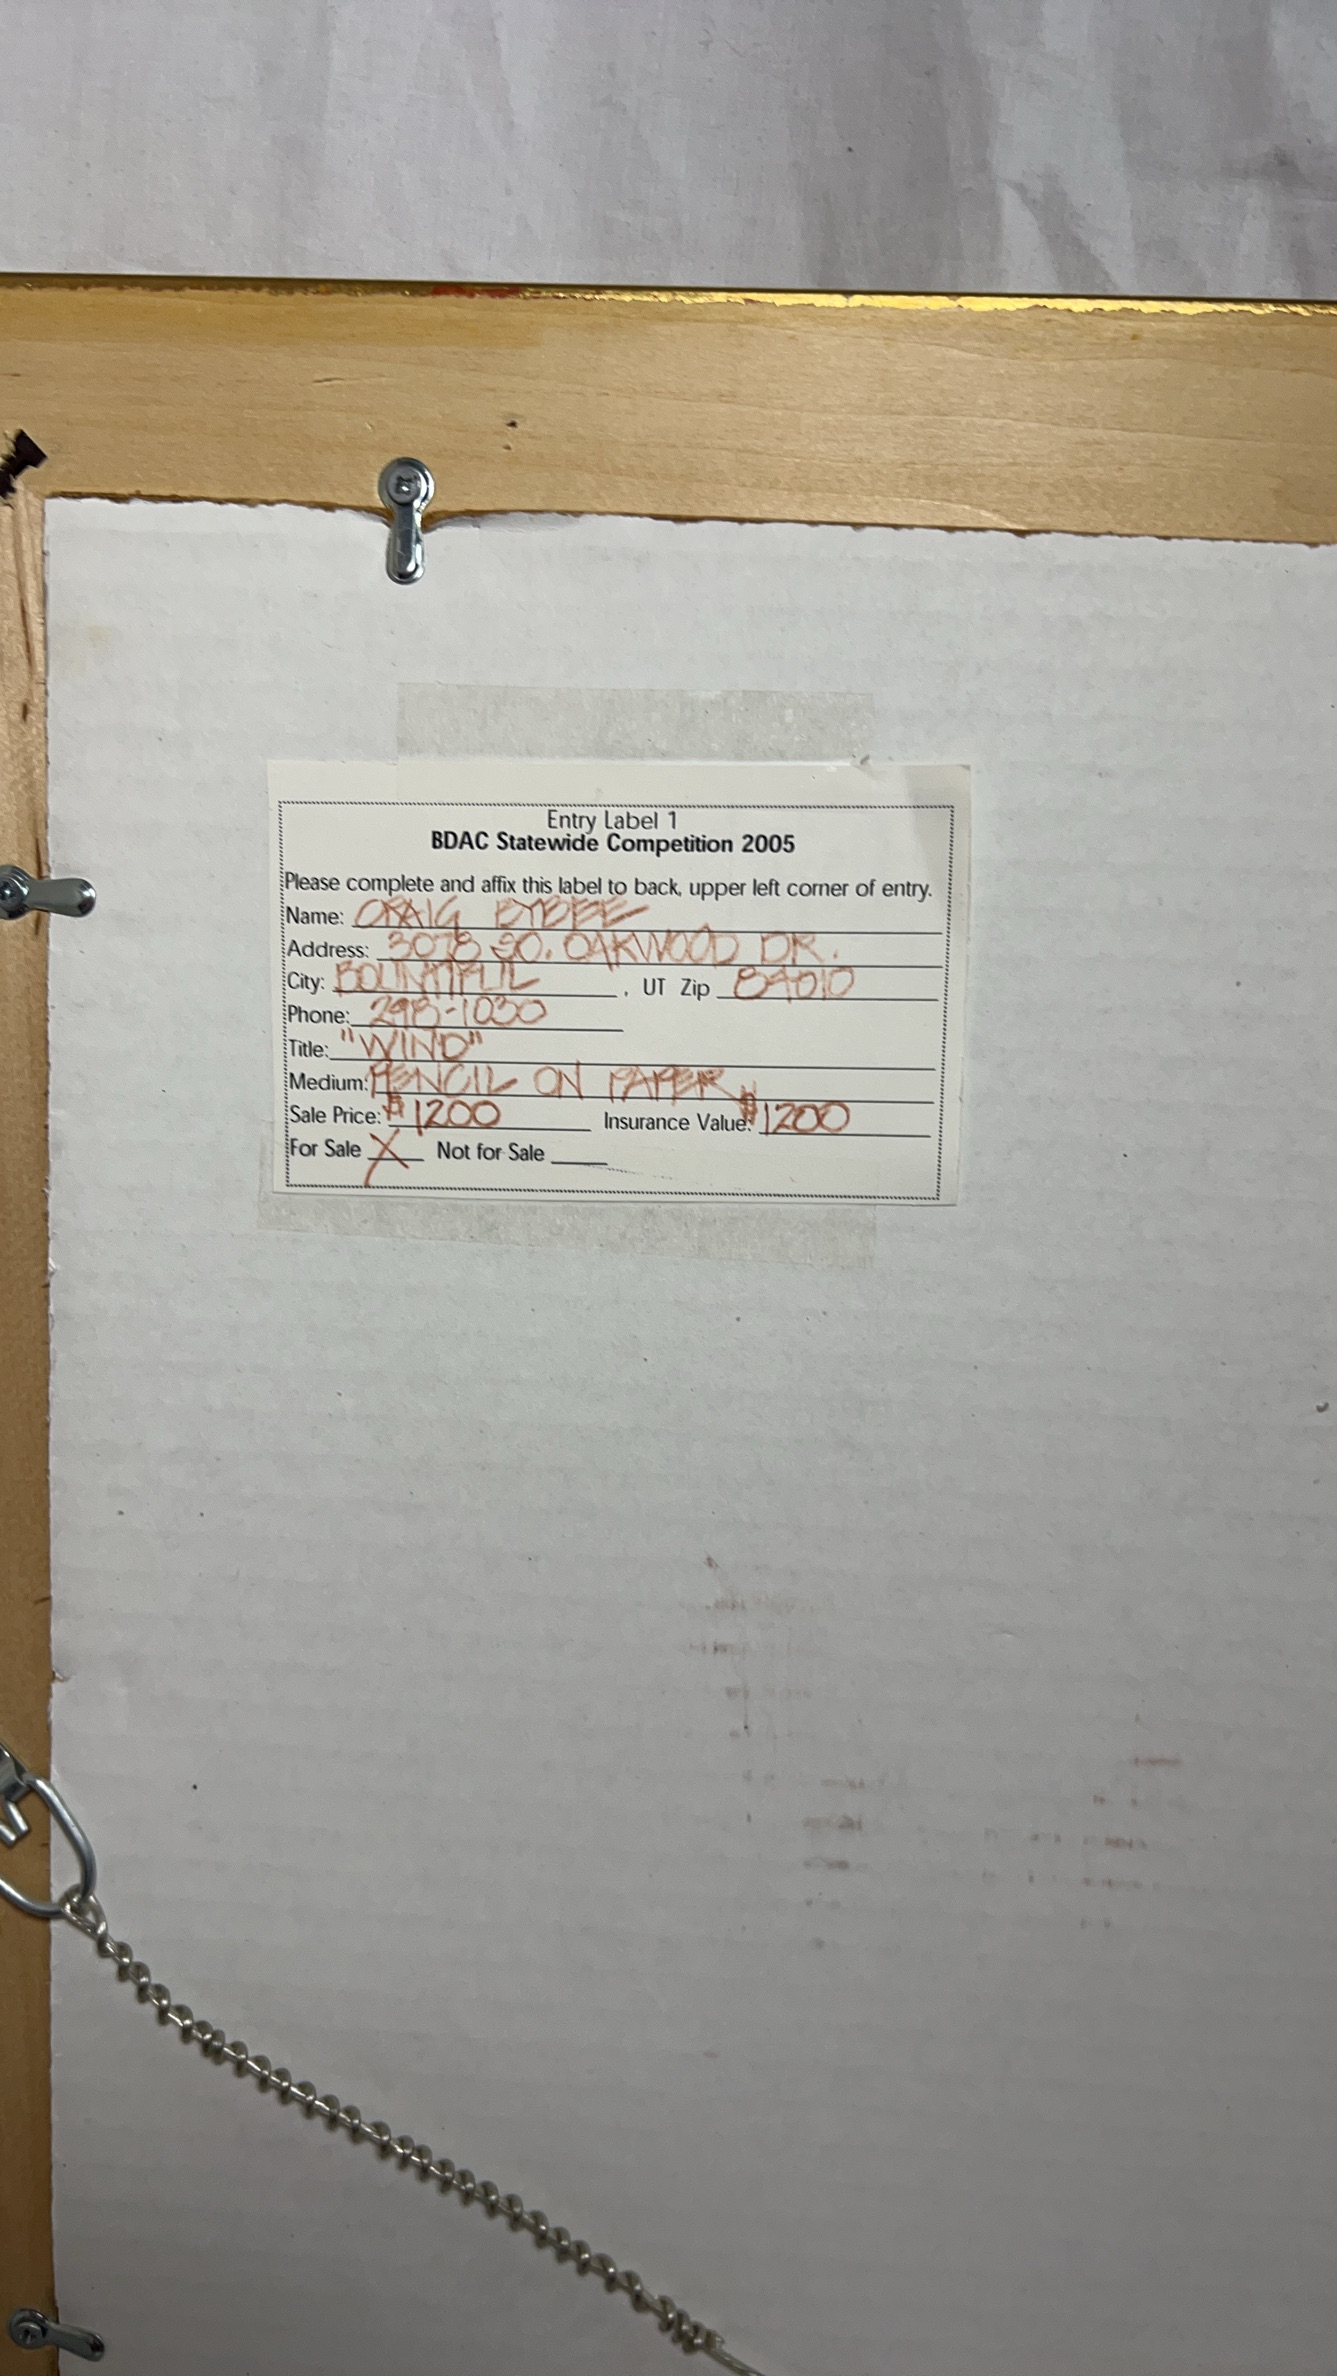 Entry Label 1
BDAC Statewide Competition 2005
Please complete and affix this label to back, upper left corner of entry.
Name: CRAIG BYBEE
Address: 3078 SO. OAKWOOD DR.
City: BOUNTIFUL , UT Zip 84010
Phone: 298-1030
Title: "WIND"
Medium: PENCIL ON PAPER
Sale Price: $1200 Insurance Value: $1200
For Sale X Not for Sale